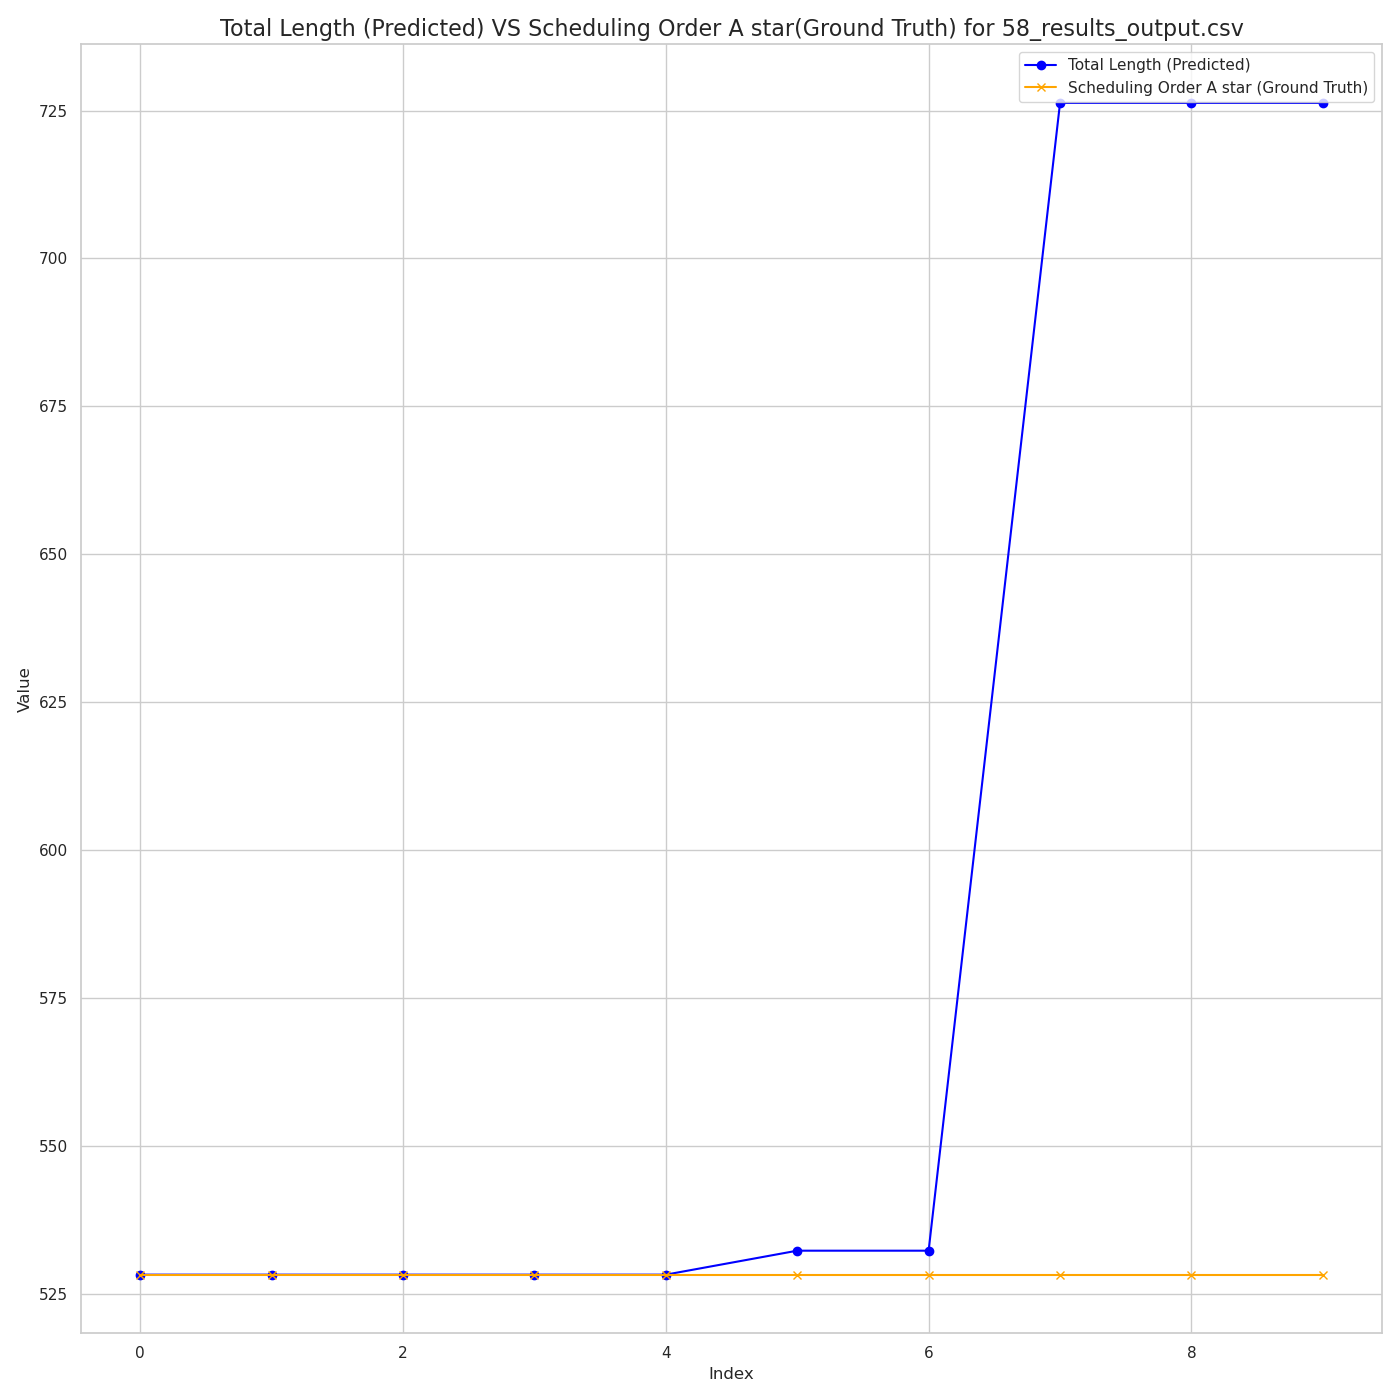 Total Length (Predicted) VS Scheduling Order A star(Ground Truth) for 58_results_output.csv
Total Length (Predicted)
Scheduling Order A star (Ground Truth)
725
700
675
650
625
600
575
550
525
Value
0 2 4 6 8
Index